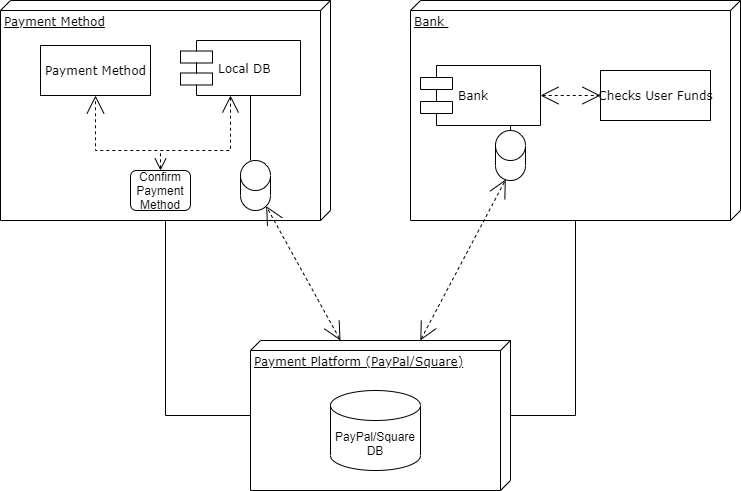 Payment Method
Bank
Payment Method
Local DB
Bank
Checks User Funds
Confirm
Payment
Method
Payment Platform (PayPal/Square)
PayPal/Square
DB